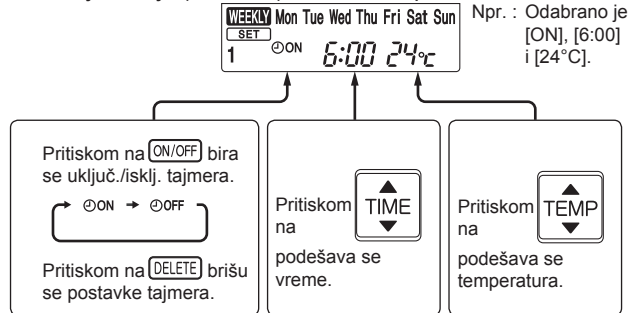 WEEKLY Mon Tue Wed Thu Fri Sat Sun
SET
1 ON 6:00 24°C
Npr. : Odabrano je
[ON], [6:00]
i [24°C].
Pritiskom na ON/OFF bira
se uključ./isklj. tajmera.
ON → OFF
Pritiskom na DELETE brišu
se postavke tajmera.
Pritiskom
na
TIME
podešava se
vreme.
Pritiskom
na
TEMP
podešava se
temperatura.